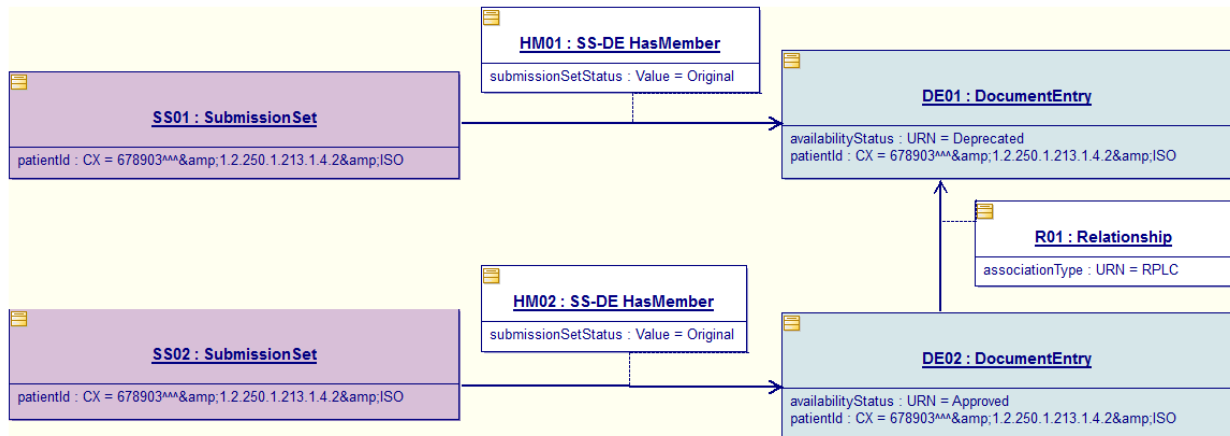 HM01 : SS-DE HasMember
submissionSetStatus : Value = Original
SS01 : SubmissionSet
patientId : CX = 678903^^^&amp;1.2.250.1.213.1.4.2&amp;ISO
DE01 : DocumentEntry
availabilityStatus : URN = Deprecated
patientId : CX = 678903^^^&amp;1.2.250.1.213.1.4.2&amp;ISO
R01 : Relationship
associationType : URN = RPLC
HM02 : SS-DE HasMember
submissionSetStatus : Value = Original
SS02 : SubmissionSet
patientId : CX = 678903^^^&amp;1.2.250.1.213.1.4.2&amp;ISO
DE02 : DocumentEntry
availabilityStatus : URN = Approved
patientId : CX = 678903^^^&amp;1.2.250.1.213.1.4.2&amp;ISO